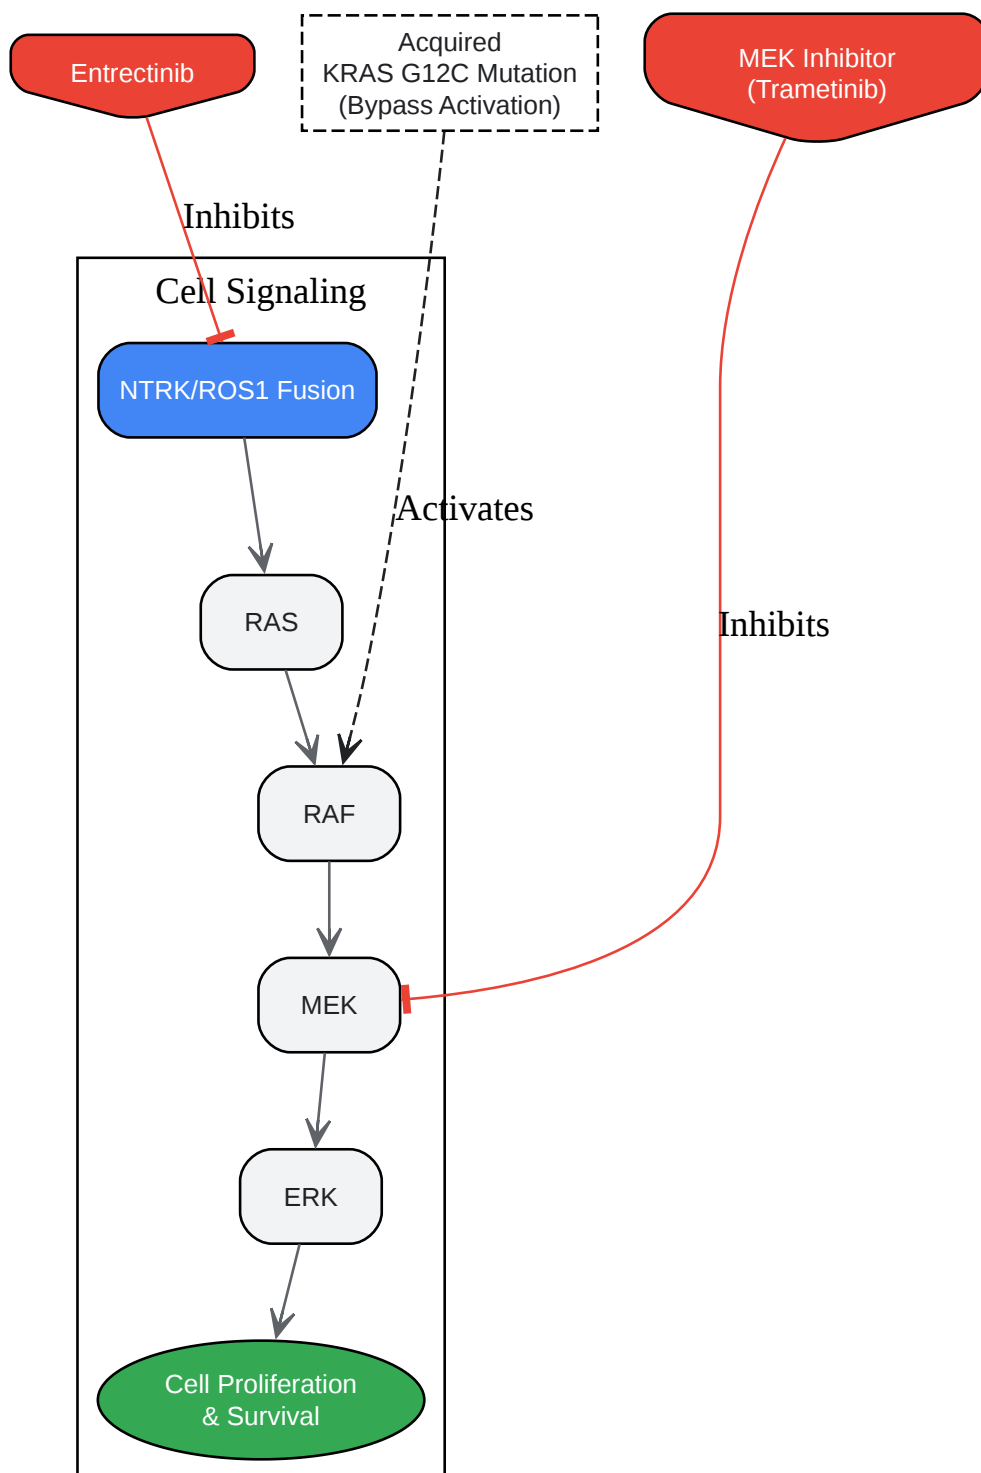 Entrectinib
Acquired
KRAS G12C Mutation
(Bypass Activation)
MEK Inhibitor
(Trametinib)
Inhibits
Cell Signaling
NTRK/ROS1 Fusion
Activates
RAS
Inhibits
RAF
MEK
ERK
Cell Proliferation
& Survival